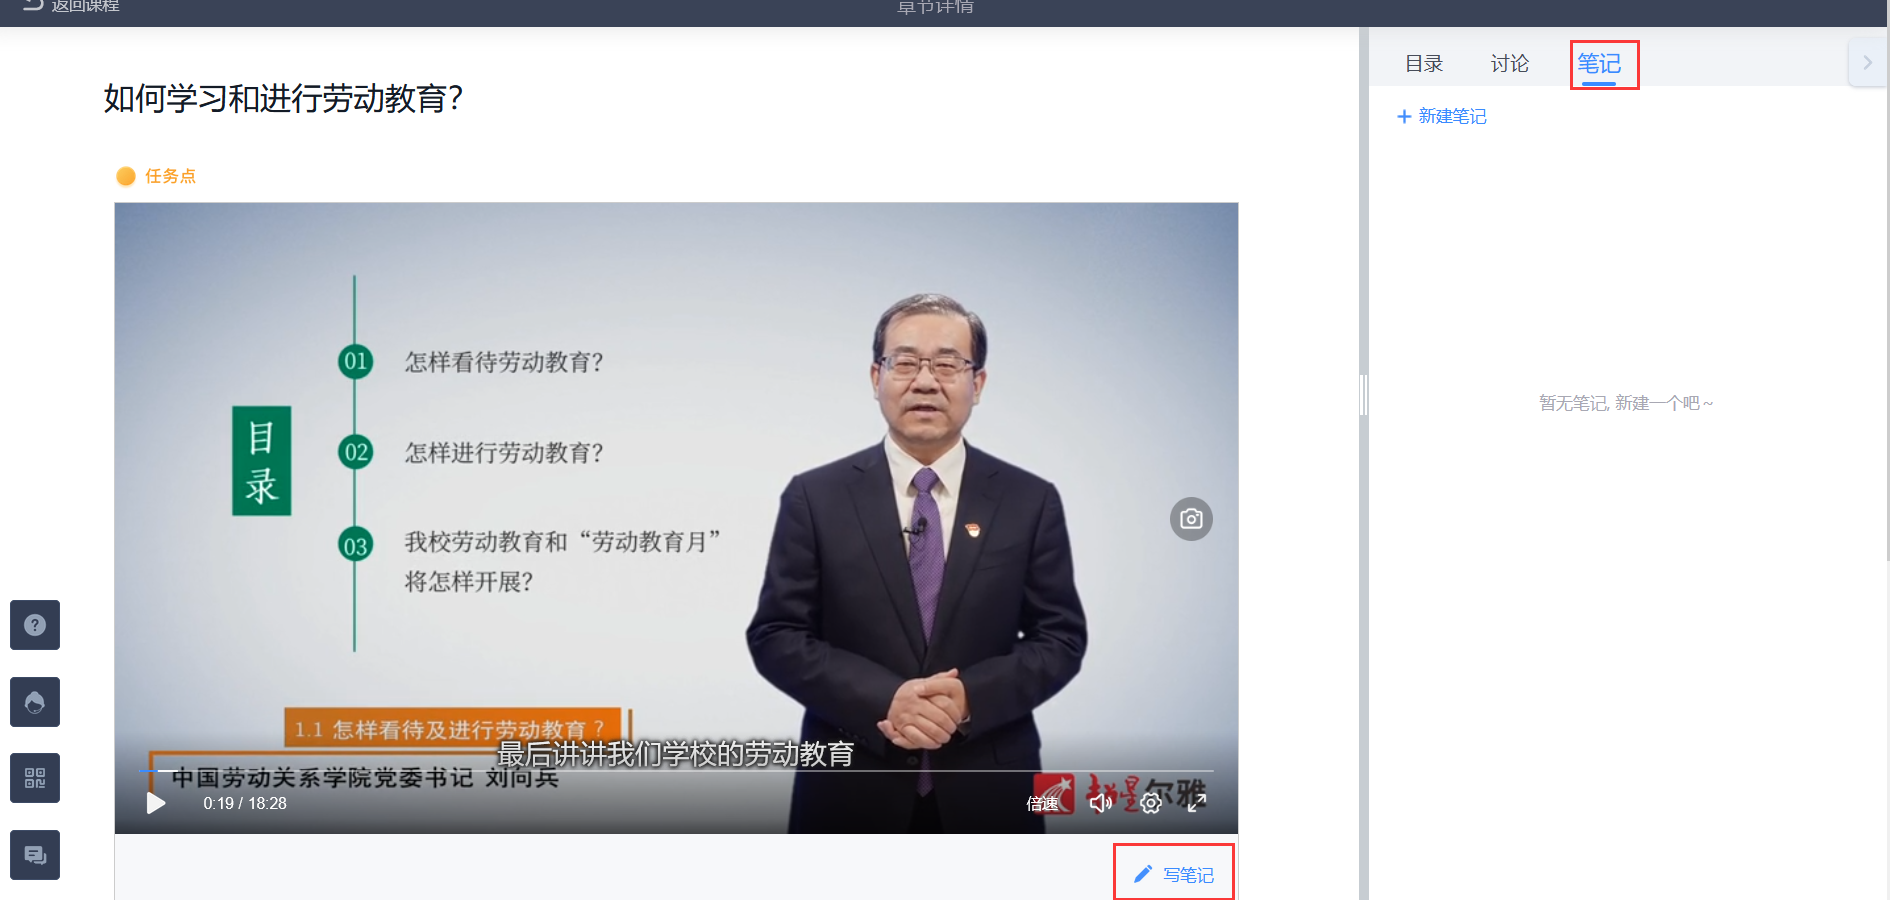 返回课程
章节详情
如何学习和进行劳动教育？
任务点
目录
01 怎样看待劳动教育？
02 怎样进行劳动教育？
03 我校劳动教育和“劳动教育月”
将怎样开展？
1.1 怎样看待及进行劳动教育？
最后讲讲我们学校的劳动教育
中国劳动关系学院党委书记 刘向兵
0:19 / 18:28
倍速
超星尔雅
写笔记
目录
讨论
笔记
+ 新建笔记
暂无笔记, 新建一个吧~